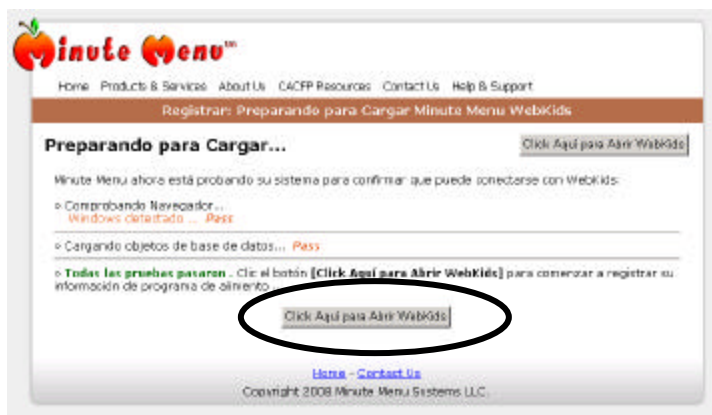 Minute Menu™
Home Products & Services About Us CACFP Resources Contact Us Help & Support
Registrar: Preparando para Cargar Minute Menu WebKids
Preparando para Cargar...
Click Aquí para Abrir WebKids
Minute Menu ahora está probando su sistema para confirmar que puede conectarse con WebKids:
» Comprobando Navegador...
Windows detectado ... Pass
» Cargando objetos de base de datos... Pass
» Todas las pruebas pasaron. Clic el botón [Click Aquí para Abrir WebKids] para comenzar a registrar su
información de programa de alimento ...
Click Aquí para Abrir WebKids
Home - Contact Us
Copyright 2008 Minute Menu Systems LLC.